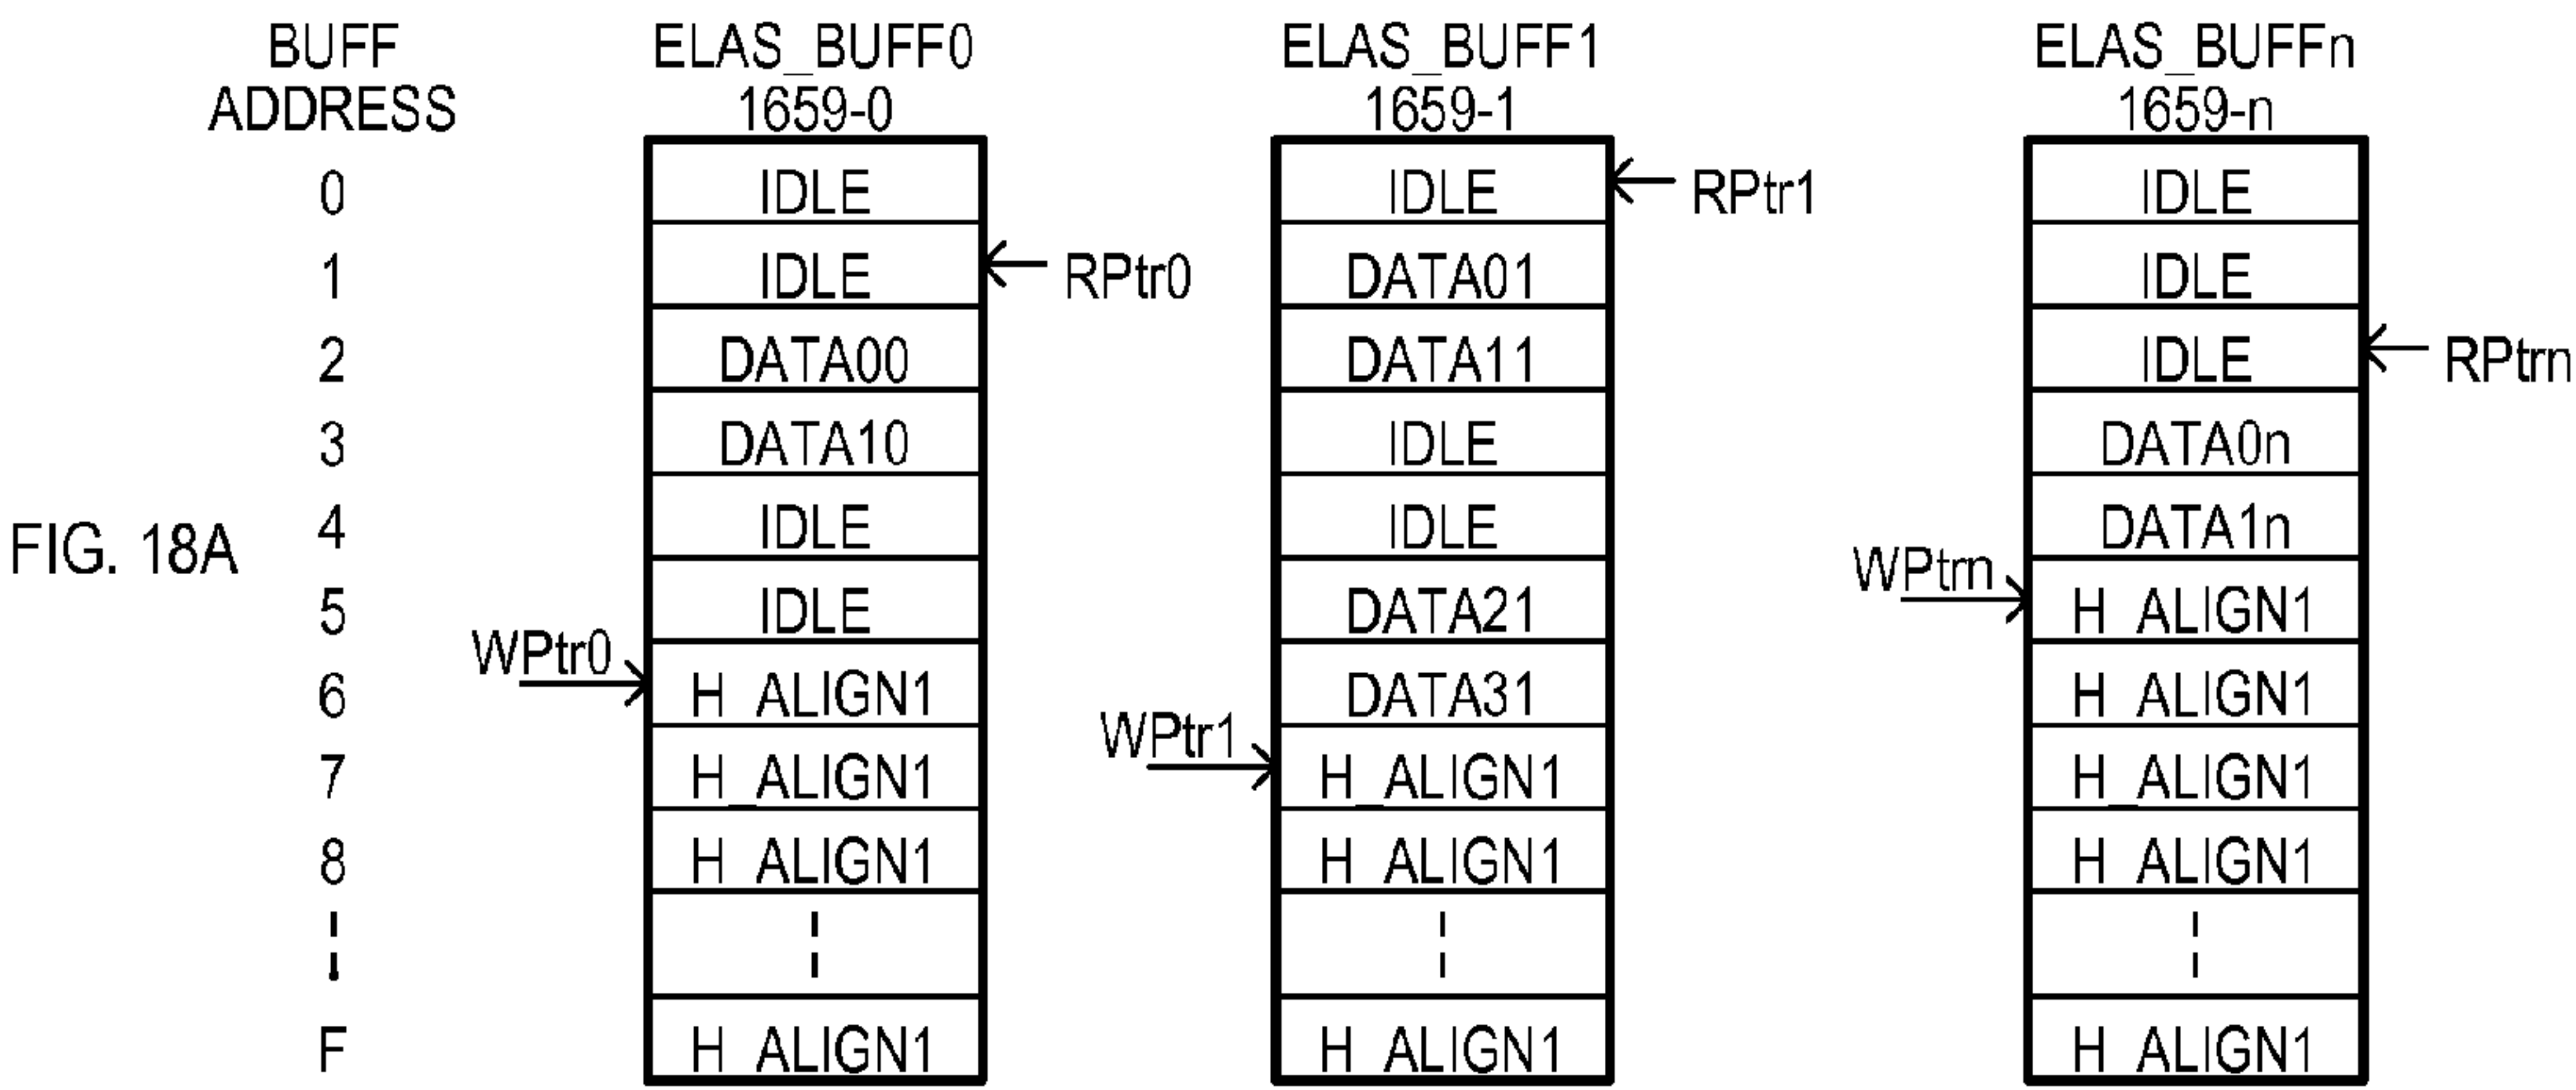 BUFF ELAS_BUFF0 ELAS_BUFF1 ELAS_BUFFn
ADDRESS 1659-0 1659-1 1659-n
0 IDLE IDLE RPtr1 IDLE
1 IDLE RPtr0 DATA01 IDLE
2 DATA00 DATA11 IDLE RPtrn
3 DATA10 IDLE DATA0n
FIG. 18A 4 IDLE IDLE DATA1n
5 IDLE DATA21 WPtrn H_ALIGN1
WPtr0 6 H_ALIGN1 DATA31 H_ALIGN1
7 H_ALIGN1 WPtr1 H_ALIGN1 H_ALIGN1
8 H_ALIGN1 H_ALIGN1 H_ALIGN1
F H_ALIGN1 H_ALIGN1 H_ALIGN1